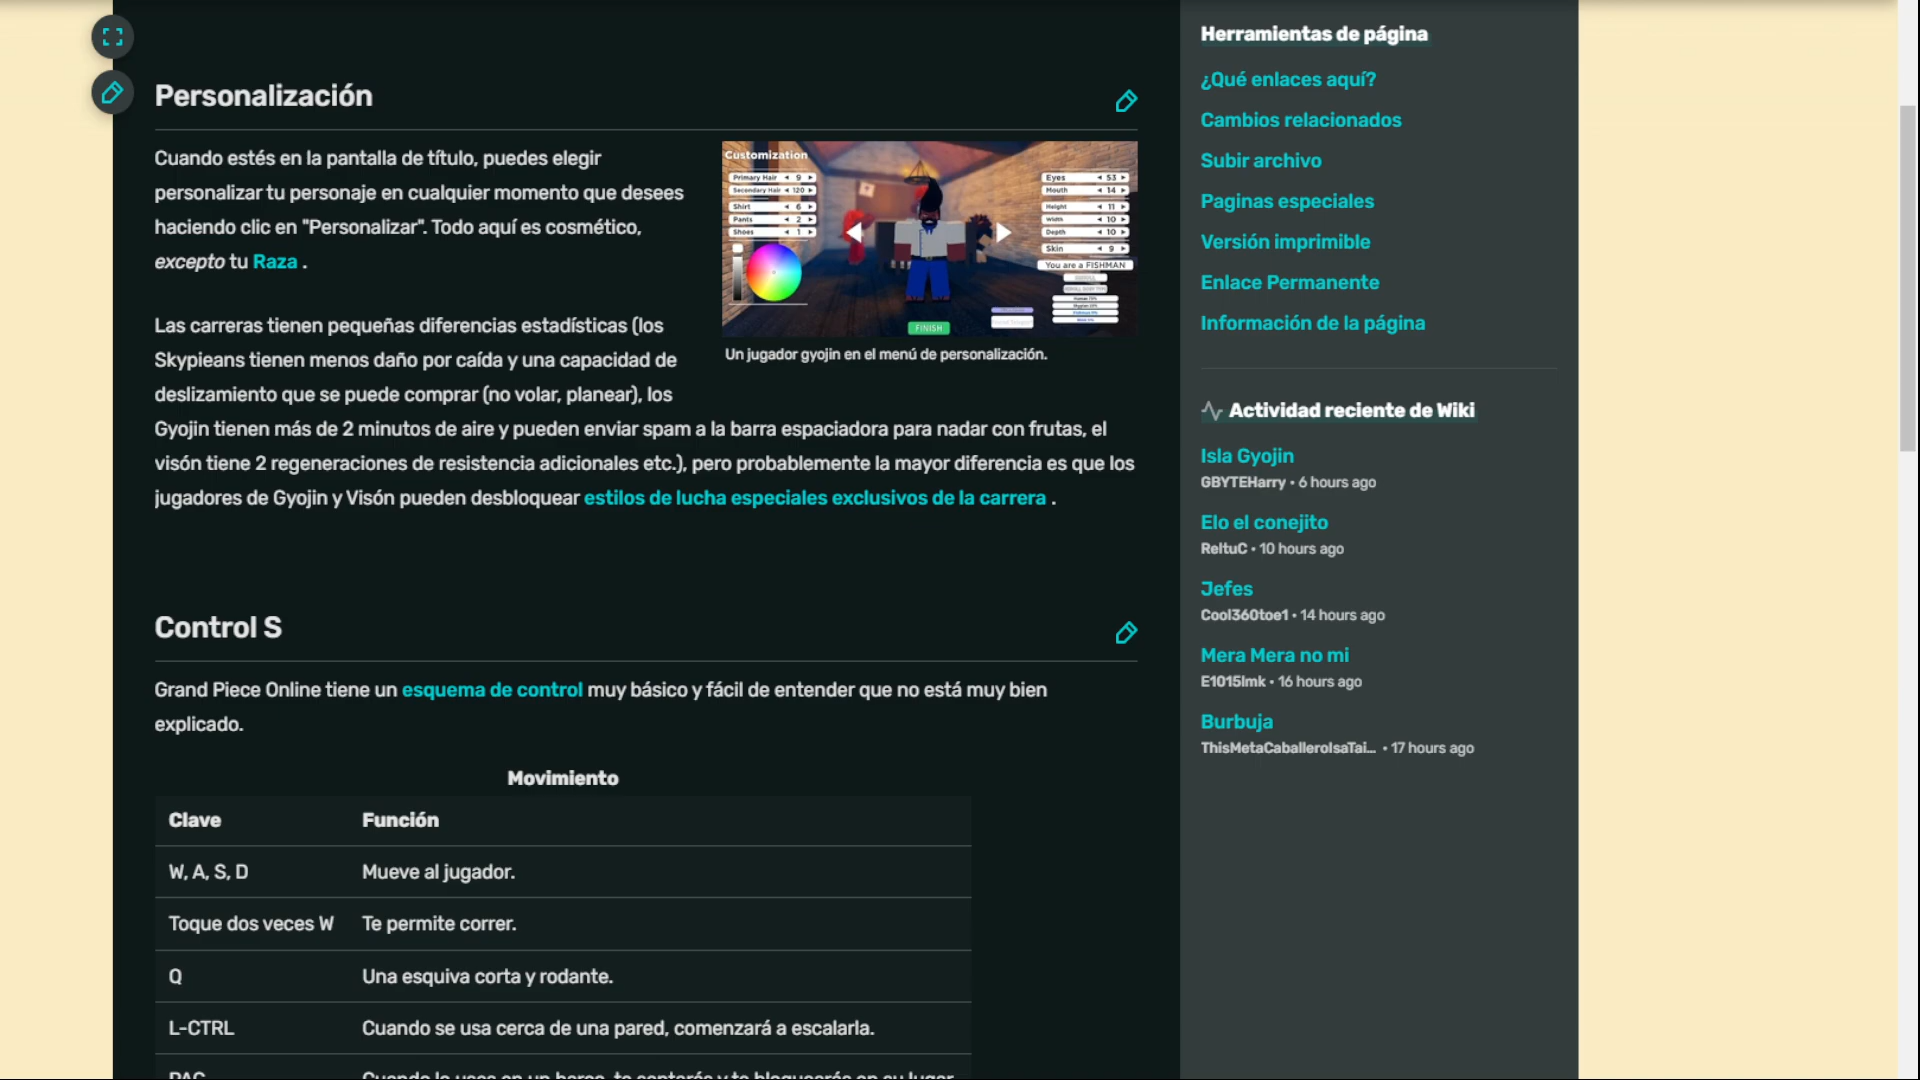 Personalización
Cuando estés en la pantalla de título, puedes elegir
personalizar tu personaje en cualquier momento que desees
haciendo clic en "Personalizar". Todo aquí es cosmético,
excepto tu Raza .
Customization
Primary Hair 9
Secondary Hair 120
Shirt 6
Pants 2
Shoes 1
Eyes 53
Mouth 14
Height 11
Width 10
Depth 10
Skin 9
You are a FISHMAN
FINISH
Un jugador gyojin en el menú de personalización.
Las carreras tienen pequeñas diferencias estadísticas (los
Skypieans tienen menos daño por caída y una capacidad de
deslizamiento que se puede comprar (no volar, planear), los
Gyojin tienen más de 2 minutos de aire y pueden enviar spam a la barra espaciadora para nadar con frutas, el
visón tiene 2 regeneraciones de resistencia adicionales etc.), pero probablemente la mayor diferencia es que los
jugadores de Gyojin y Visón pueden desbloquear estilos de lucha especiales exclusivos de la carrera .
Control S
Grand Piece Online tiene un esquema de control muy básico y fácil de entender que no está muy bien
explicado.
Movimiento
Clave Función
W, A, S, D Mueve al jugador.
Toque dos veces W Te permite correr.
Q Una esquiva corta y rodante.
L-CTRL Cuando se usa cerca de una pared, comenzará a escalarla.
Herramientas de página
¿Qué enlaces aquí?
Cambios relacionados
Subir archivo
Paginas especiales
Versión imprimible
Enlace Permanente
Información de la página
Actividad reciente de Wiki
Isla Gyojin
GBYTEHarry • 6 hours ago
Elo el conejito
ReltuC • 10 hours ago
Jefes
Cool360toe1 • 14 hours ago
Mera Mera no mi
E1015lmk • 16 hours ago
Burbuja
ThisMetaCaballeroIsaTai... • 17 hours ago